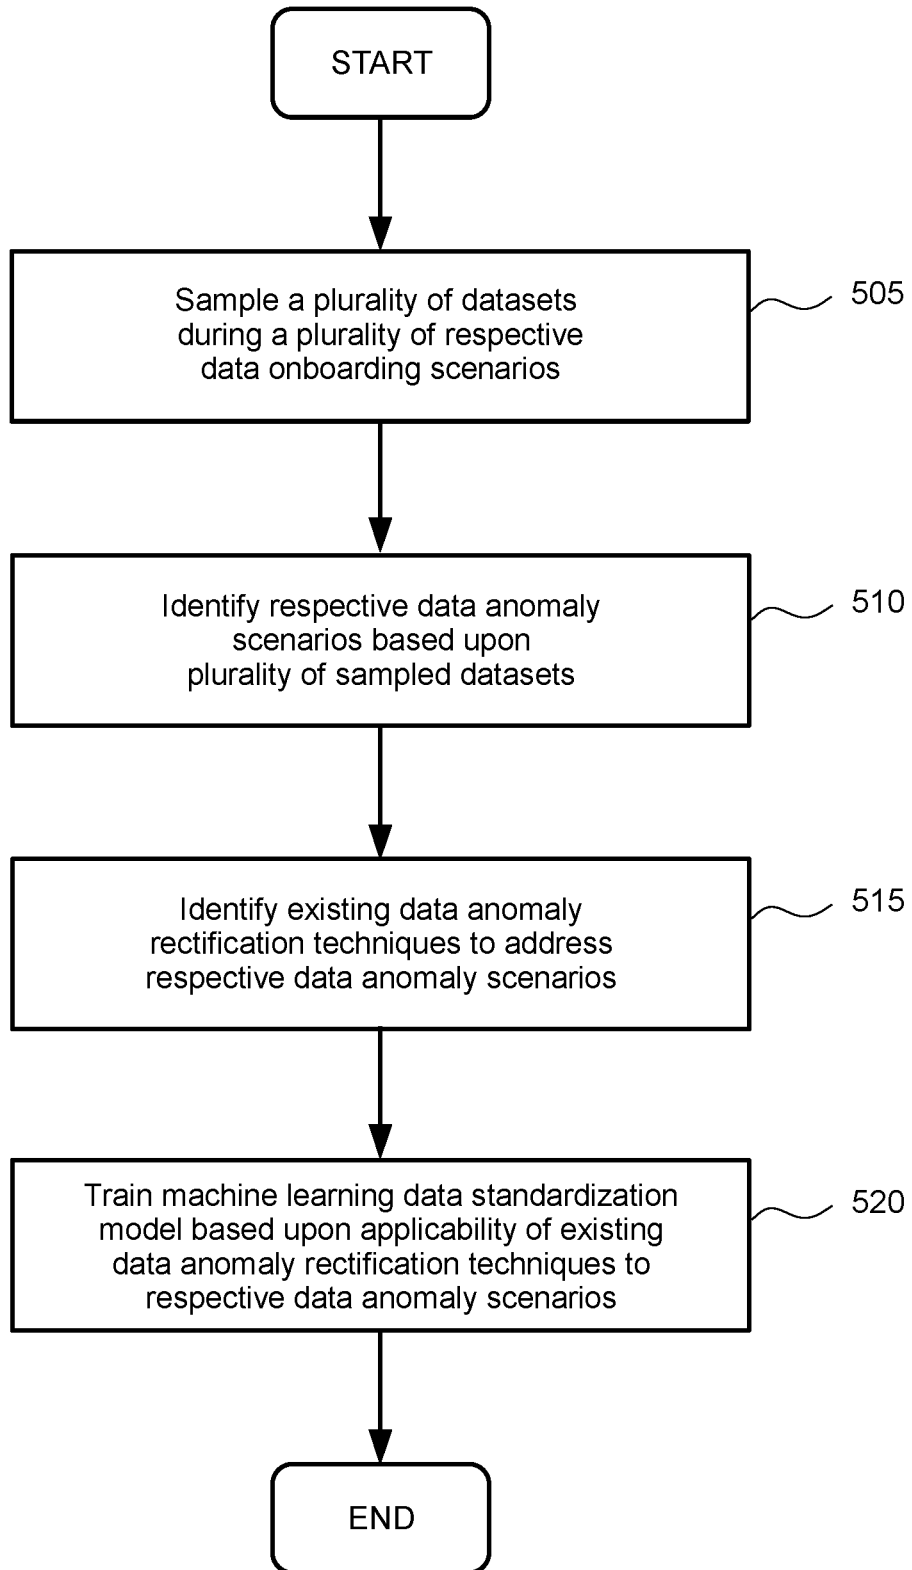 START
Sample a plurality of datasets
during a plurality of respective
data onboarding scenarios
505
Identify respective data anomaly
scenarios based upon
plurality of sampled datasets
510
Identify existing data anomaly
rectification techniques to address
respective data anomaly scenarios
515
Train machine learning data standardization
model based upon applicability of existing
data anomaly rectification techniques to
respective data anomaly scenarios
520
END